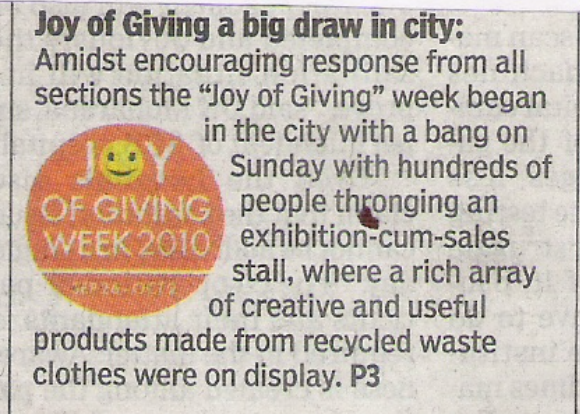 Joy of Giving a big draw in city:
Amidst encouraging response from all
sections the “Joy of Giving” week began
in the city with a bang on
Sunday with hundreds of
people thronging an
exhibition-cum-sales
stall, where a rich array
of creative and useful
products made from recycled waste
clothes were on display. P3
JOY
OF GIVING
WEEK 2010
SEP 26 - OCT 2